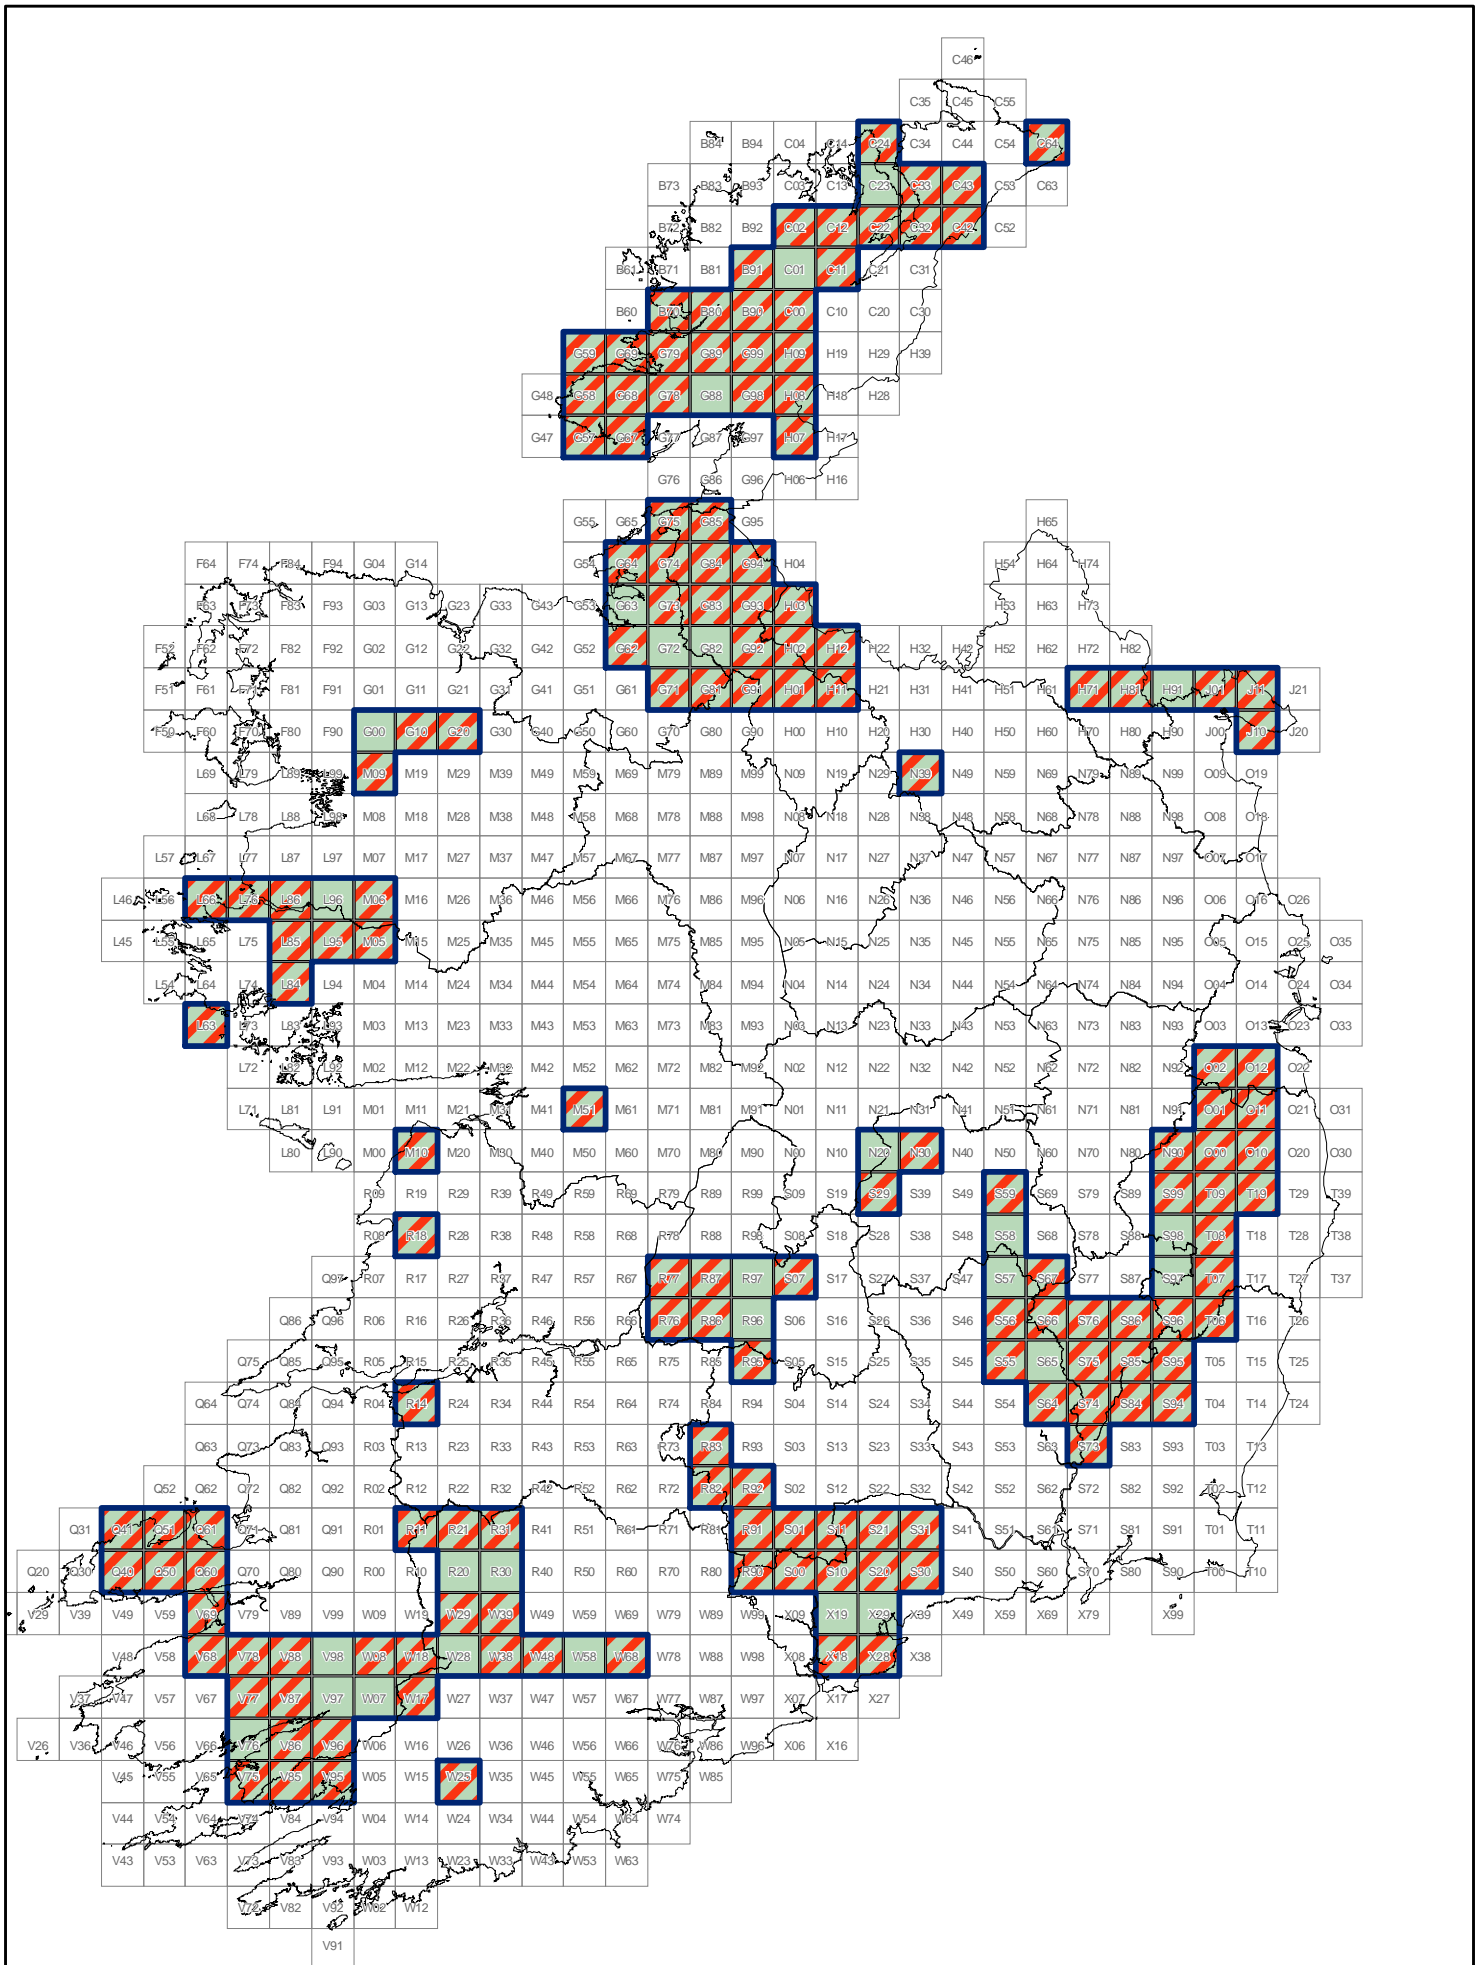 C46
C35 C45 C55
B84 B94 C04 C14 C24 C34 C44 C54 C64
B73 B83 B93 C03 C13 C23 C33 C43 C53 C63
B72 B82 B92 C02 C12 C22 C32 C42 C52
B61 B71 B81 B91 C01 C11 C21 C31
B60 B70 B80 B90 C00 C10 C20 C30
G59 G69 G79 G89 G99 H09 H19 H29 H39
G48 G58 G68 G78 G88 G98 H08 H18 H28
G47 G57 G67 G77 G87 G97 H07 H17
G76 G86 G96 H06 H16
G55 G65 G75 G85 G95 H65
F64 F74 F84 F94 G04 G14 G54 G64 G74 G84 G94 H04 H54 H64 H74
F63 F73 F83 F93 G03 G13 G23 G33 G43 G53 G63 G73 G83 G93 H03 H53 H63 H73
F52 F62 F72 F82 F92 G02 G12 G22 G32 G42 G52 G62 G72 G82 G92 H02 H12 H22 H32 H42 H52 H62 H72 H82
F51 F61 F71 F81 F91 G01 G11 G21 G31 G41 G51 G61 G71 G81 G91 H01 H11 H21 H31 H41 H51 H61 H71 H81 H91 J01 J11 J21
F50 F60 F70 F80 F90 G00 G10 G20 G30 G40 G50 G60 G70 G80 G90 H00 H10 H20 H30 H40 H50 H60 H70 H80 H90 J00 J10 J20
L69 L79 L89 L99 M09 M19 M29 M39 M49 M59 M69 M79 M89 M99 N09 N19 N29 N39 N49 N59 N69 N79 N89 N99 O09 O19
L68 L78 L88 L98 M08 M18 M28 M38 M48 M58 M68 M78 M88 M98 N08 N18 N28 N38 N48 N58 N68 N78 N88 N98 O08 O18
L57 L67 L77 L87 L97 M07 M17 M27 M37 M47 M57 M67 M77 M87 M97 N07 N17 N27 N37 N47 N57 N67 N77 N87 N97 O07 O17
L46 L56 L66 L76 L86 L96 M06 M16 M26 M36 M46 M56 M66 M76 M86 M96 N06 N16 N26 N36 N46 N56 N66 N76 N86 N96 O06 O16 O26
L45 L55 L65 L75 L85 L95 M05 M15 M25 M35 M45 M55 M65 M75 M85 M95 N05 N15 N25 N35 N45 N55 N65 N75 N85 N95 O05 O15 O25 O35
L54 L64 L74 L84 L94 M04 M14 M24 M34 M44 M54 M64 M74 M84 M94 N04 N14 N24 N34 N44 N54 N64 N74 N84 N94 O04 O14 O24 O34
L63 L73 L83 L93 M03 M13 M23 M33 M43 M53 M63 M73 M83 M93 N03 N13 N23 N33 N43 N53 N63 N73 N83 N93 O03 O13 O23 O33
L72 L82 L92 M02 M12 M22 M32 M42 M52 M62 M72 M82 M92 N02 N12 N22 N32 N42 N52 N62 N72 N82 N92 O02 O12 O22
L71 L81 L91 M01 M11 M21 M31 M41 M51 M61 M71 M81 M91 N01 N11 N21 N31 N41 N51 N61 N71 N81 N91 O01 O11 O21 O31
L80 L90 M00 M10 M20 M30 M40 M50 M60 M70 M80 M90 N00 N10 N20 N30 N40 N50 N60 N70 N80 N90 O00 O10 O20 O30
R09 R19 R29 R39 R49 R59 R69 R79 R89 R99 S09 S19 S29 S39 S49 S59 S69 S79 S89 S99 T09 T19 T29 T39
R08 R18 R28 R38 R48 R58 R68 R78 R88 R98 S08 S18 S28 S38 S48 S58 S68 S78 S88 S98 T08 T18 T28 T38
Q97 R07 R17 R27 R37 R47 R57 R67 R77 R87 R97 S07 S17 S27 S37 S47 S57 S67 S77 S87 S97 T07 T17 T27 T37
Q86 Q96 R06 R16 R26 R36 R46 R56 R66 R76 R86 R96 S06 S16 S26 S36 S46 S56 S66 S76 S86 S96 T06 T16 T26
Q75 Q85 Q95 R05 R15 R25 R35 R45 R55 R65 R75 R85 R95 S05 S15 S25 S35 S45 S55 S65 S75 S85 S95 T05 T15 T25
Q64 Q74 Q84 Q94 R04 R14 R24 R34 R44 R54 R64 R74 R84 R94 S04 S14 S24 S34 S44 S54 S64 S74 S84 S94 T04 T14 T24
Q63 Q73 Q83 Q93 R03 R13 R23 R33 R43 R53 R63 R73 R83 R93 S03 S13 S23 S33 S43 S53 S63 S73 S83 S93 T03 T13
Q52 Q62 Q72 Q82 Q92 R02 R12 R22 R32 R42 R52 R62 R72 R82 R92 S02 S12 S22 S32 S42 S52 S62 S72 S82 S92 T02 T12
Q31 Q41 Q51 Q61 Q71 Q81 Q91 R01 R11 R21 R31 R41 R51 R61 R71 R81 R91 S01 S11 S21 S31 S41 S51 S61 S71 S81 S91 T01 T11
Q20 Q30 Q40 Q50 Q60 Q70 Q80 Q90 R00 R10 R20 R30 R40 R50 R60 R70 R80 R90 S00 S10 S20 S30 S40 S50 S60 S70 S80 S90 T00 T10
V29 V39 V49 V59 V69 V79 V89 V99 W09 W19 W29 W39 W49 W59 W69 W79 W89 W99 X09 X19 X29 X39 X49 X59 X69 X79 X99
V48 V58 V68 V78 V88 V98 W08 W18 W28 W38 W48 W58 W68 W78 W88 W98 X08 X18 X28 X38
V37 V47 V57 V67 V77 V87 V97 W07 W17 W27 W37 W47 W57 W67 W77 W87 W97 X07 X17 X27
V26 V36 V46 V56 V66 V76 V86 V96 W06 W16 W26 W36 W46 W56 W66 W76 W86 W96 X06 X16
V45 V55 V65 V75 V85 V95 W05 W15 W25 W35 W45 W55 W65 W75 W85
V44 V54 V64 V74 V84 V94 W04 W14 W24 W34 W44 W54 W64 W74
V43 V53 V63 V73 V83 V93 W03 W13 W23 W33 W43 W53 W63
V72 V82 V92 W02 W12
V91